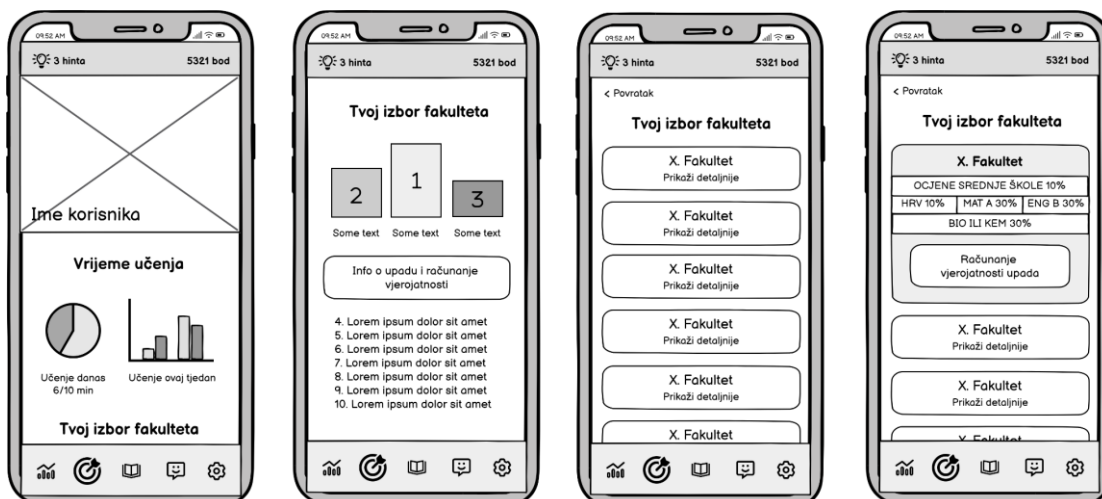 09:52 AM
3 hinta 5321 bod
Ime korisnika
Vrijeme učenja
Učenje danas
6/10 min
Učenje ovaj tjedan
Tvoj izbor fakulteta
09:52 AM
3 hinta 5321 bod
Tvoj izbor fakulteta
2 1 3
Some text Some text Some text
Info o upadu i računanje
vjerojatnosti
4. Lorem ipsum dolor sit amet
5. Lorem ipsum dolor sit amet
6. Lorem ipsum dolor sit amet
7. Lorem ipsum dolor sit amet
8. Lorem ipsum dolor sit amet
9. Lorem ipsum dolor sit amet
10. Lorem ipsum dolor sit amet
09:52 AM
3 hinta 5321 bod
< Povratak
Tvoj izbor fakulteta
X. Fakultet
Prikaži detaljnije
X. Fakultet
Prikaži detaljnije
X. Fakultet
Prikaži detaljnije
X. Fakultet
Prikaži detaljnije
X. Fakultet
Prikaži detaljnije
X. Fakultet
09:52 AM
3 hinta 5321 bod
< Povratak
Tvoj izbor fakulteta
X. Fakultet
OCJENE SREDNJE ŠKOLE 10%
HRV 10% MAT A 30% ENG B 30%
BIO ILI KEM 30%
Računanje
vjerojatnosti upada
X. Fakultet
Prikaži detaljnije
X. Fakultet
Prikaži detaljnije
X. Fakultet